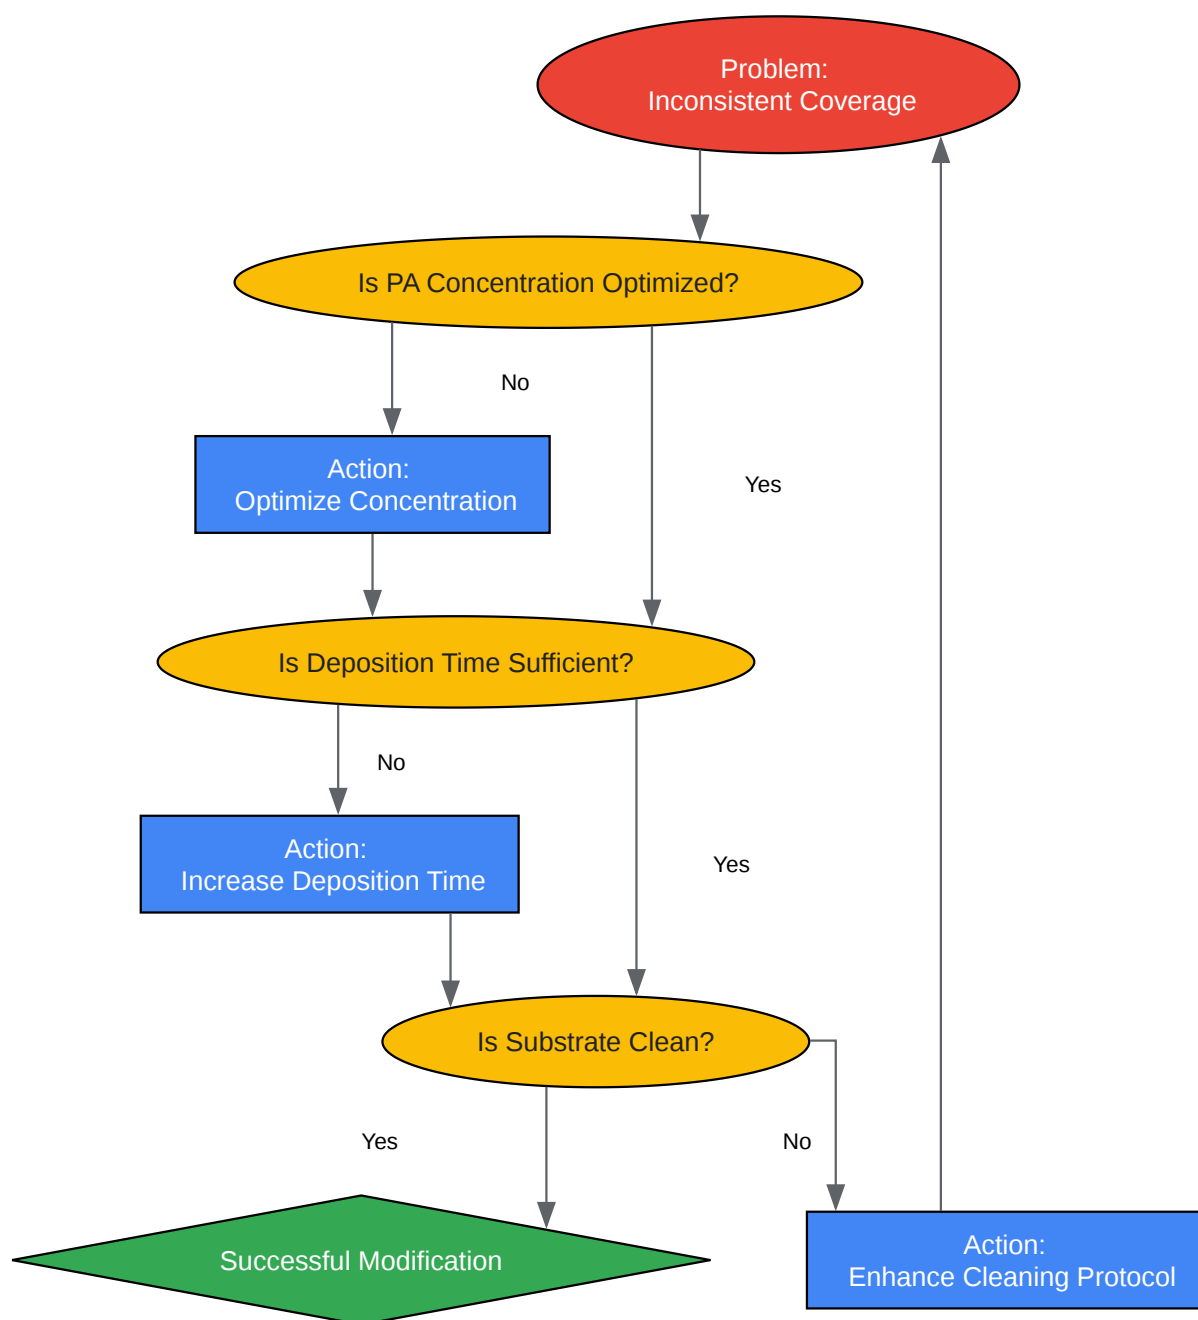 Problem:
Inconsistent Coverage
Is PA Concentration Optimized?
No
Action:
Optimize Concentration
Yes
Is Deposition Time Sufficient?
No
Action:
Increase Deposition Time
Yes
Is Substrate Clean?
Yes
No
Successful Modification
Action:
Enhance Cleaning Protocol